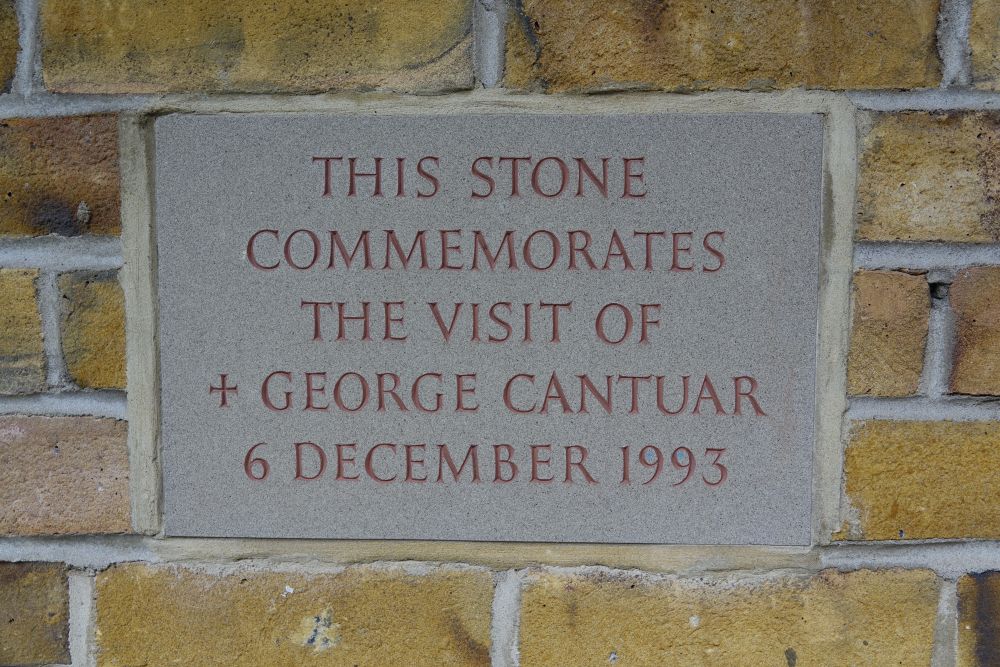 THIS STONE
COMMEMORATES
THE VISIT OF
✝ GEORGE CANTUAR
6 DECEMBER 1993